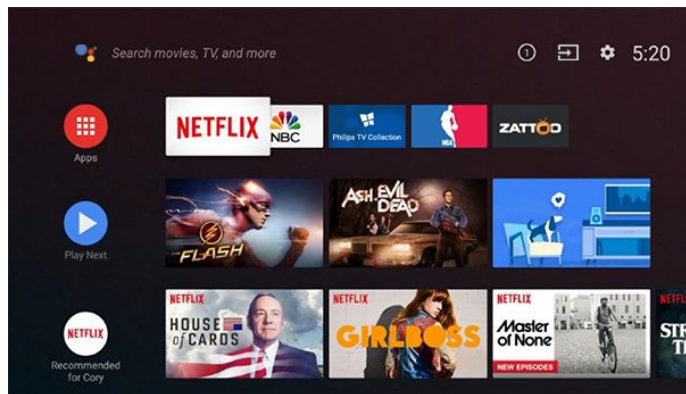 Search movies, TV, and more
1
5:20
Apps
NETFLIX
NBC
Philips TV Collection
NBA
ZATTOO
Play Next
THE
FLASH
ASH VS EVIL
DEAD
NETFLIX
Recommended
for Cory
NETFLIX
HOUSE
of CARDS
NETFLIX
GIRLBOSS
NETFLIX
Master
of None
NEW EPISODES
NETFLIX